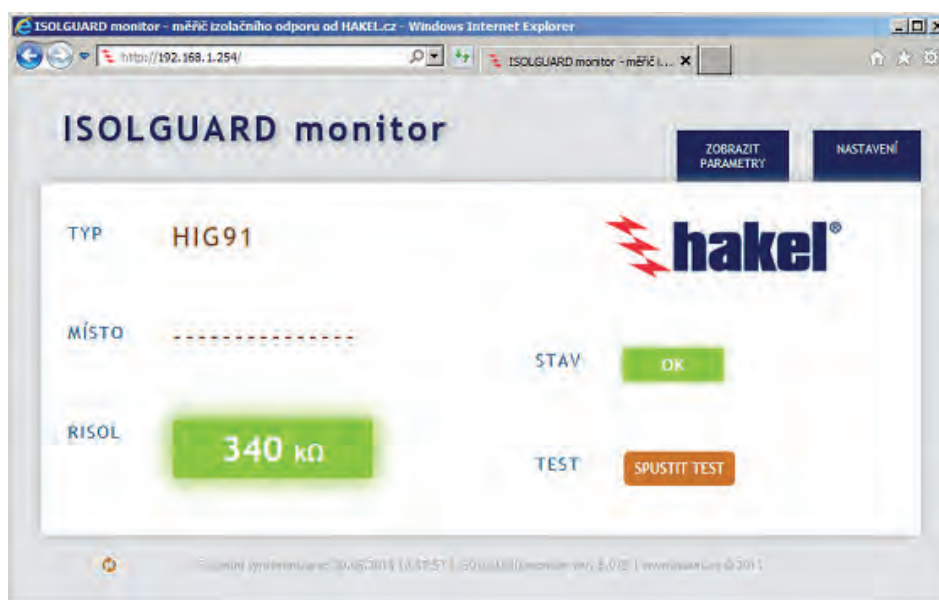 ISOLGUARD monitor - měřič izolačního odporu od HAKEL.cz - Windows Internet Explorer
http://192.168.1.254/
ISOLGUARD monitor - měřič i...
ISOLGUARD monitor
ZOBRAZIT
PARAMETRY
NASTAVENÍ
TYP
HIG91
hakel®
MÍSTO
---------------
STAV
OK
RISOL
340 kΩ
TEST
SPUSTIT TEST